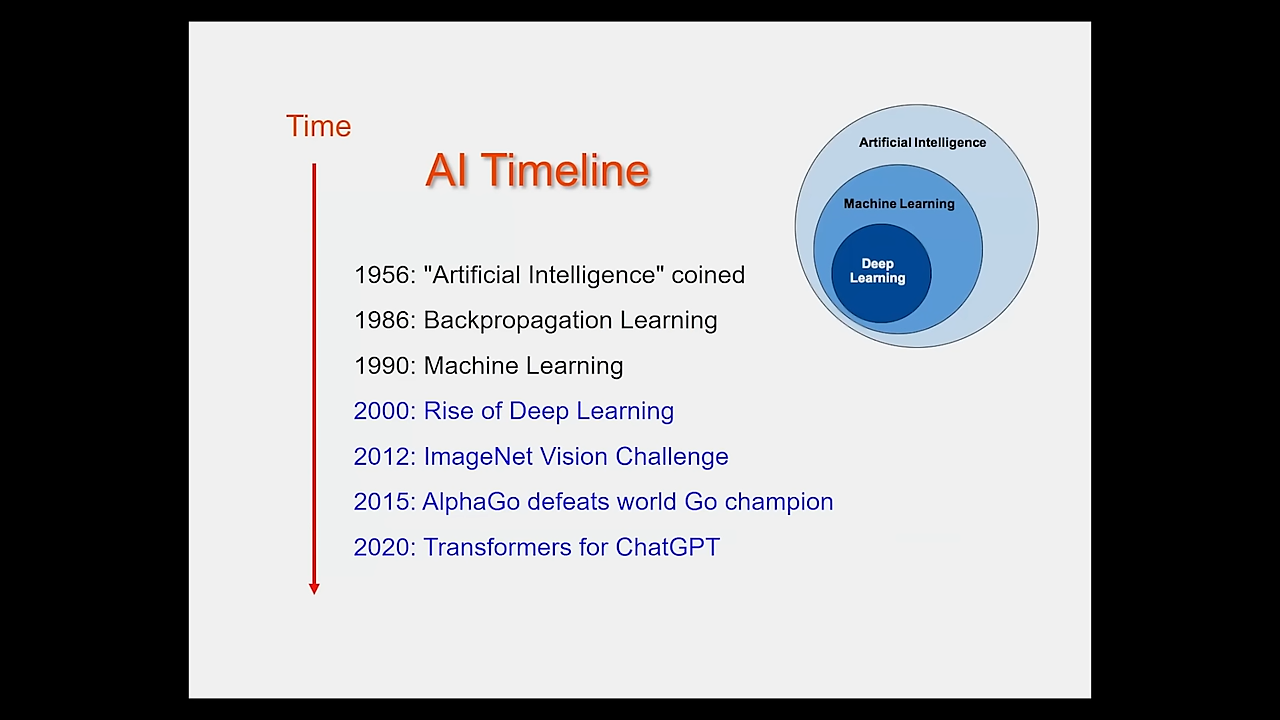 Time
AI Timeline
1956: "Artificial Intelligence" coined
1986: Backpropagation Learning
1990: Machine Learning
2000: Rise of Deep Learning
2012: ImageNet Vision Challenge
2015: AlphaGo defeats world Go champion
2020: Transformers for ChatGPT
Artificial Intelligence
Machine Learning
Deep
Learning